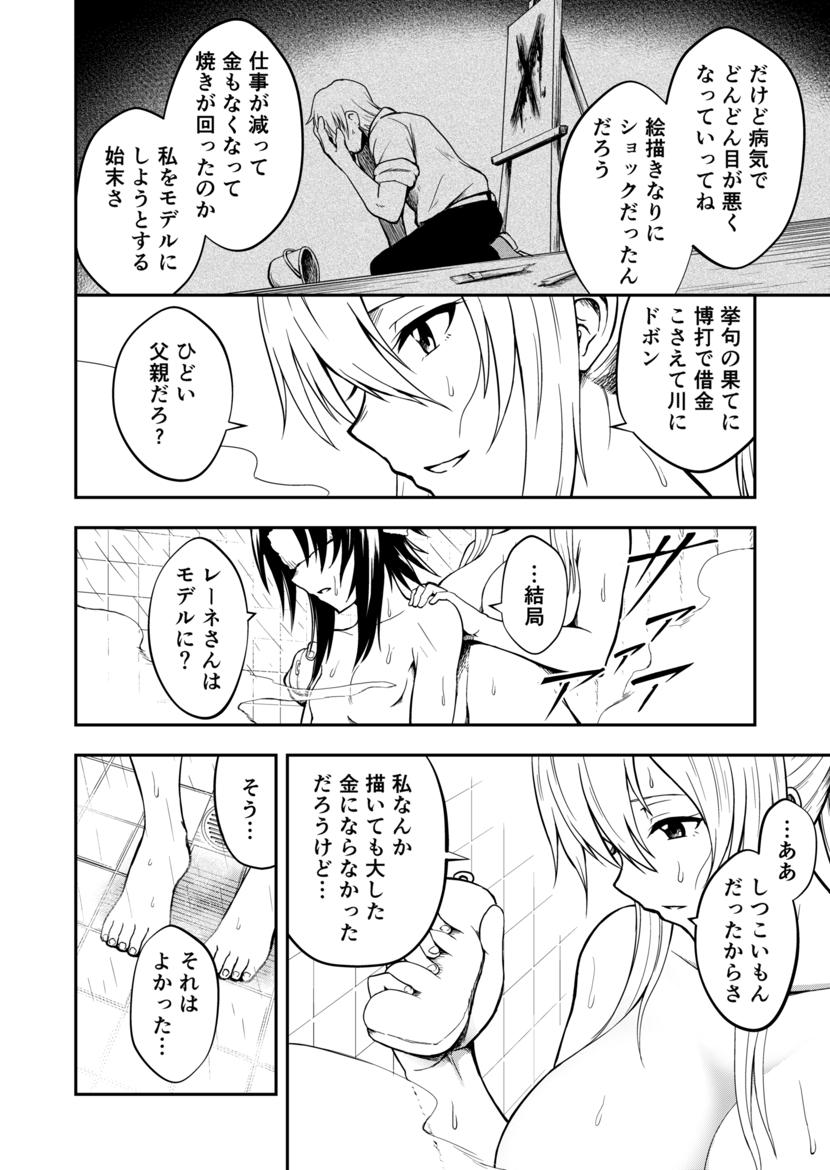 だけど病気で
どんどん目が悪く
なっていってね
絵描きなりに
ショックだったん
だろう
仕事が減って
金もなくなって
焼きが回ったのか
私をモデルに
しようとする
始末さ
挙句の果てに
博打で借金
こさえて川に
ドボン
ひどい
父親だろ?
…結局
レーネさんは
モデルに?
…ああ
しつこいもん
だったからさ
私なんか
描いても大した
金にならなかった
だろうけど…
そう…
それは
よかった…